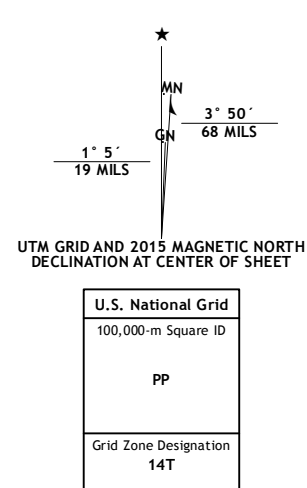 ★
MN
3° 50´
68 MILS
GN
1° 5´
19 MILS
UTM GRID AND 2015 MAGNETIC NORTH
DECLINATION AT CENTER OF SHEET
U.S. National Grid
100,000-m Square ID
PP
Grid Zone Designation
14T